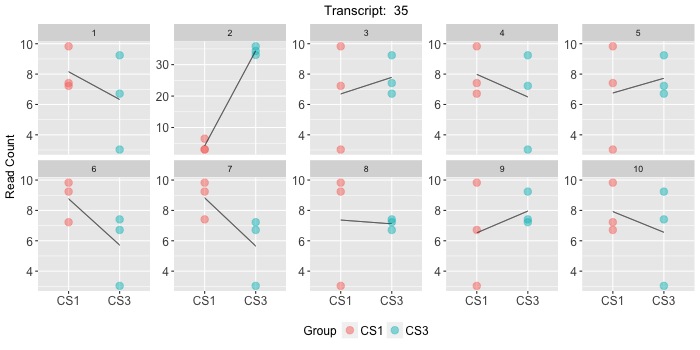 Transcript: 35
1 2 3 4 5
10 30 10 10 10
8 20 8 8 8
6 10 6 6 6
4 4 4 4
Read Count
6 7 8 9 10
10 10 10 10 10
8 8 8 8 8
6 6 6 6 6
4 4 4 4 4
CS1 CS3 CS1 CS3 CS1 CS3 CS1 CS3 CS1 CS3
Group CS1 CS3